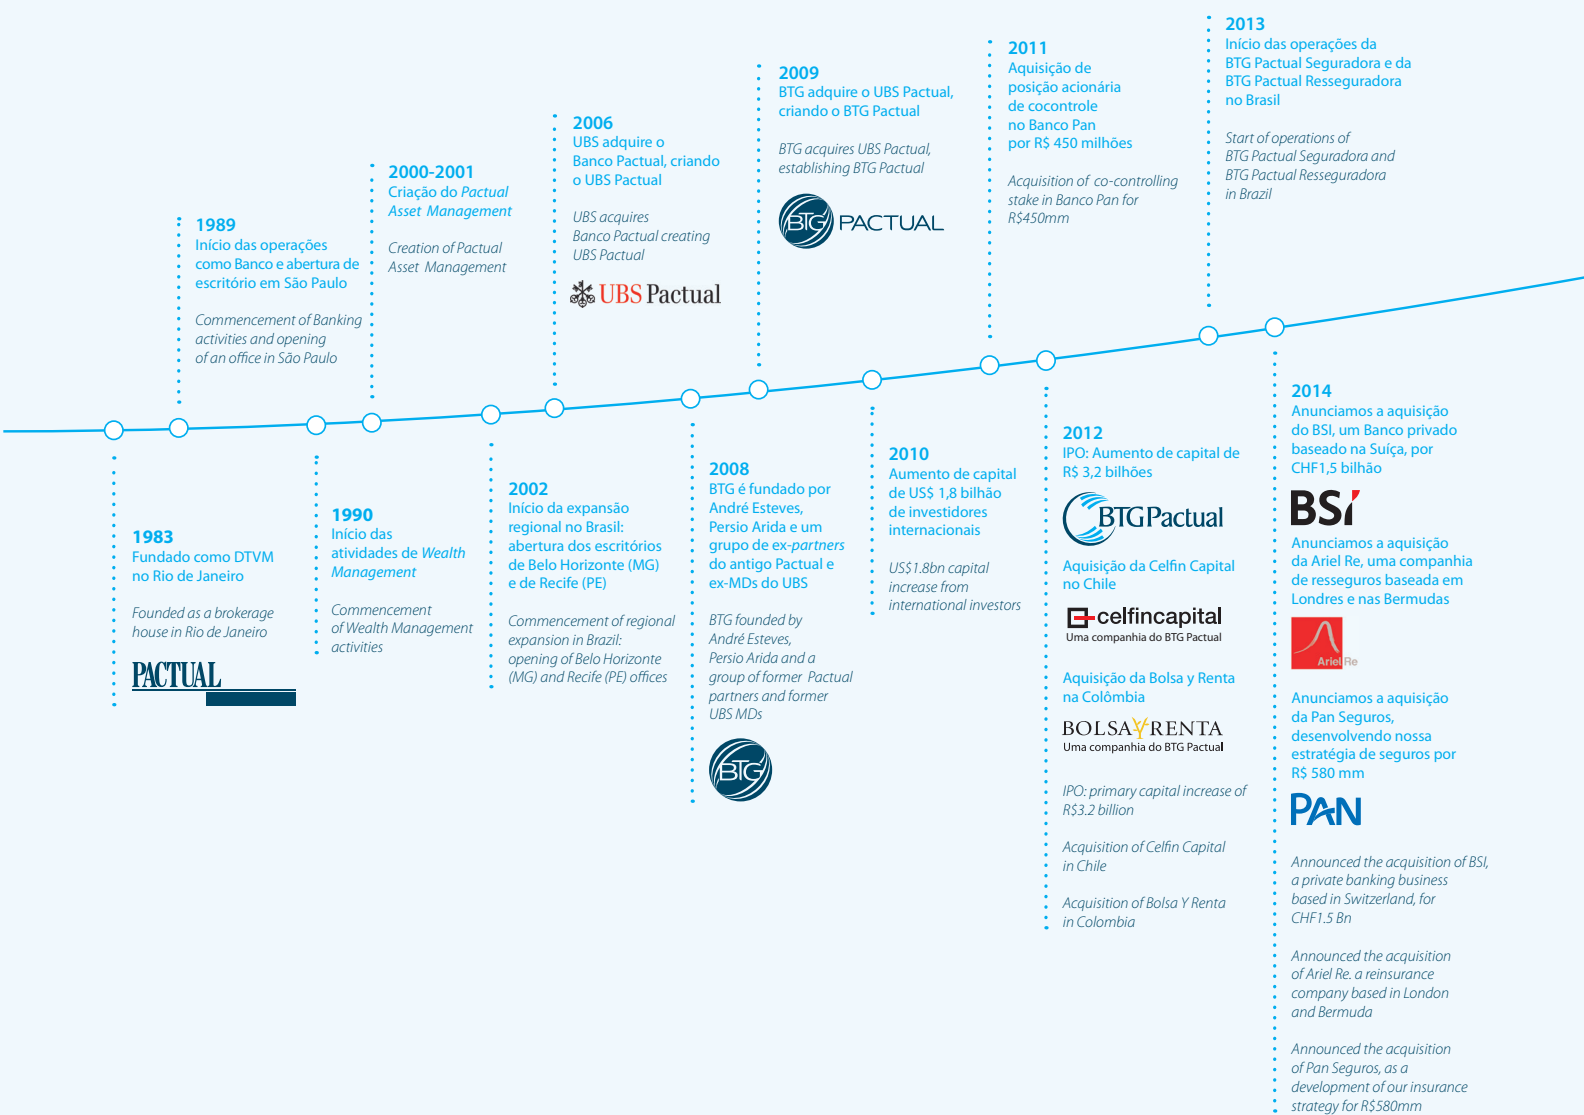 1983
Fundado como DTVM
no Rio de Janeiro
Founded as a brokerage
house in Rio de Janeiro
PACTUAL
1989
Início das operações
como Banco e abertura de
escritório em São Paulo
Commencement of Banking
activities and opening
of an office in São Paulo
1990
Início das
atividades de Wealth
Management
Commencement
of Wealth Management
activities
2000-2001
Criação do Pactual
Asset Management
Creation of Pactual
Asset Management
2002
Início da expansão
regional no Brasil:
abertura dos escritórios
de Belo Horizonte (MG)
e de Recife (PE)
Commencement of regional
expansion in Brazil:
opening of Belo Horizonte
(MG) and Recife (PE) offices
2006
UBS adquire o
Banco Pactual, criando
o UBS Pactual
UBS acquires
Banco Pactual creating
UBS Pactual
UBS Pactual
2008
BTG é fundado por
André Esteves,
Persio Arida e um
grupo de ex-partners
do antigo Pactual e
ex-MDs do UBS
BTG founded by
André Esteves,
Persio Arida and a
group of former Pactual
partners and former
UBS MDs
BTG
2009
BTG adquire o UBS Pactual,
criando o BTG Pactual
BTG acquires UBS Pactual,
establishing BTG Pactual
BTG PACTUAL
2010
Aumento de capital
de US$ 1,8 bilhão
de investidores
internacionais
US$1.8bn capital
increase from
international investors
2011
Aquisição de
posição acionária
de cocontrole
no Banco Pan
por R$ 450 milhões
Acquisition of co-controlling
stake in Banco Pan for
R$450mm
2012
IPO: Aumento de capital de
R$ 3,2 bilhões
BTGPactual
Aquisição da Celfin Capital
no Chile
celfincapital
Uma companhia do BTG Pactual
Aquisição da Bolsa y Renta
na Colômbia
BOLSA Y RENTA
Uma companhia do BTG Pactual
IPO: primary capital increase of
R$3.2 billion
Acquisition of Celfin Capital
in Chile
Acquisition of Bolsa Y Renta
in Colombia
2013
Início das operações da
BTG Pactual Seguradora e da
BTG Pactual Resseguradora
no Brasil
Start of operations of
BTG Pactual Seguradora and
BTG Pactual Resseguradora
in Brazil
2014
Anunciamos a aquisição
do BSI, um Banco privado
baseado na Suíça, por
CHF1,5 bilhão
BSI
Anunciamos a aquisição
da Ariel Re, uma companhia
de resseguros baseada em
Londres e nas Bermudas
Ariel Re
Anunciamos a aquisição
da Pan Seguros,
desenvolvendo nossa
estratégia de seguros por
R$ 580 mm
PAN
Announced the acquisition of BSI,
a private banking business
based in Switzerland, for
CHF1.5 Bn
Announced the acquisition
of Ariel Re. a reinsurance
company based in London
and Bermuda
Announced the acquisition
of Pan Seguros, as a
development of our insurance
strategy for R$580mm